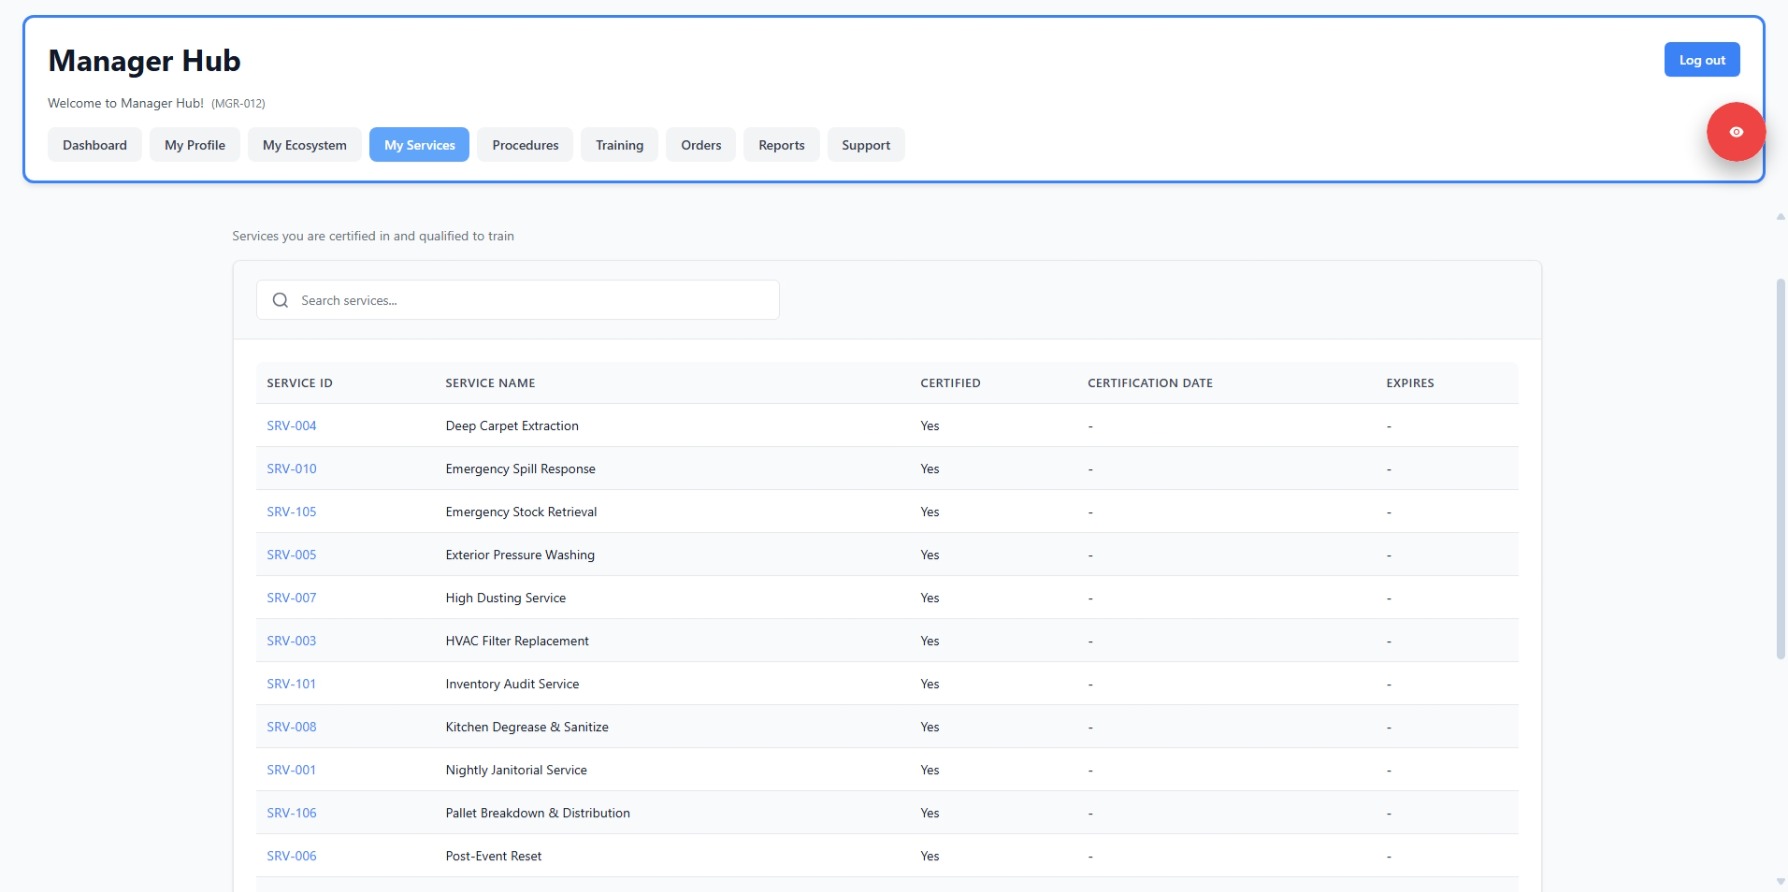 Manager Hub
Log out
Welcome to Manager Hub! (MGR-012)
Dashboard My Profile My Ecosystem My Services Procedures Training Orders Reports Support
Services you are certified in and qualified to train
Search services...
SERVICE ID SERVICE NAME CERTIFIED CERTIFICATION DATE EXPIRES
SRV-004 Deep Carpet Extraction Yes - -
SRV-010 Emergency Spill Response Yes - -
SRV-105 Emergency Stock Retrieval Yes - -
SRV-005 Exterior Pressure Washing Yes - -
SRV-007 High Dusting Service Yes - -
SRV-003 HVAC Filter Replacement Yes - -
SRV-101 Inventory Audit Service Yes - -
SRV-008 Kitchen Degrease & Sanitize Yes - -
SRV-001 Nightly Janitorial Service Yes - -
SRV-106 Pallet Breakdown & Distribution Yes - -
SRV-006 Post-Event Reset Yes - -